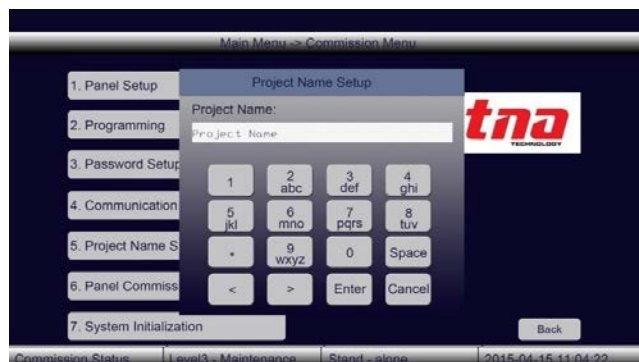 Main Menu -> Commission Menu
1. Panel Setup
2. Programming
3. Password Setup
4. Communication
5. Project Name S
6. Panel Commiss
7. System Initialization
Project Name Setup
Project Name:
Project Name
1
2 abc
3 def
4 ghi
5 jkl
6 mno
7 pqrs
8 tuv
*
9 wxyz
0
Space
<
>
Enter
Cancel
tna
TECHNOLOGY
Back
Commission Status
Level3 - Maintenance
Stand - alone
2015-04-15 11:04:22